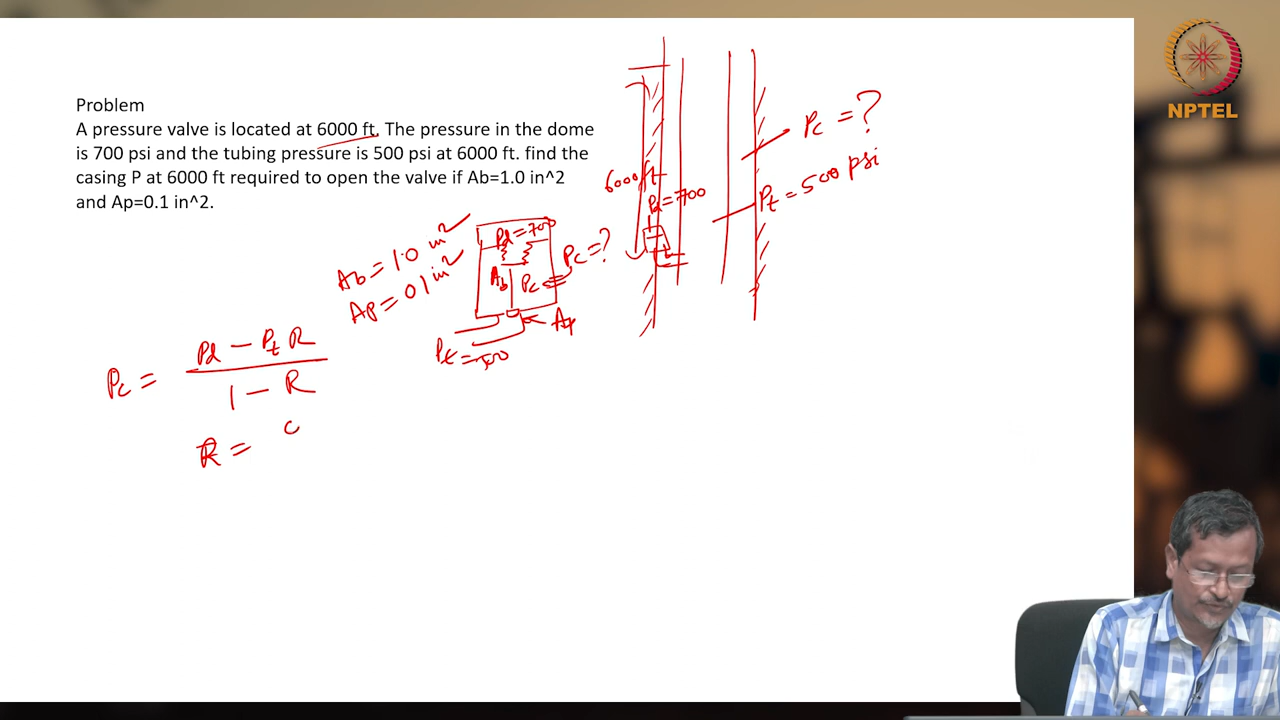 NPTEL
Problem
A pressure valve is located at 6000 ft. The pressure in the dome
is 700 psi and the tubing pressure is 500 psi at 6000 ft. find the
casing P at 6000 ft required to open the valve if Ab=1.0 in^2
and Ap=0.1 in^2.
Pc = ?
Pt = 500 psi
6000 ft
Pd = 700
Ab = 1.0 in²
Ap = 0.1 in²
Pd = 700
Ab
Pc
Pc = ?
Ap
Pt = 500
Pc = (Pd - Pt R) / (1 - R)
R =